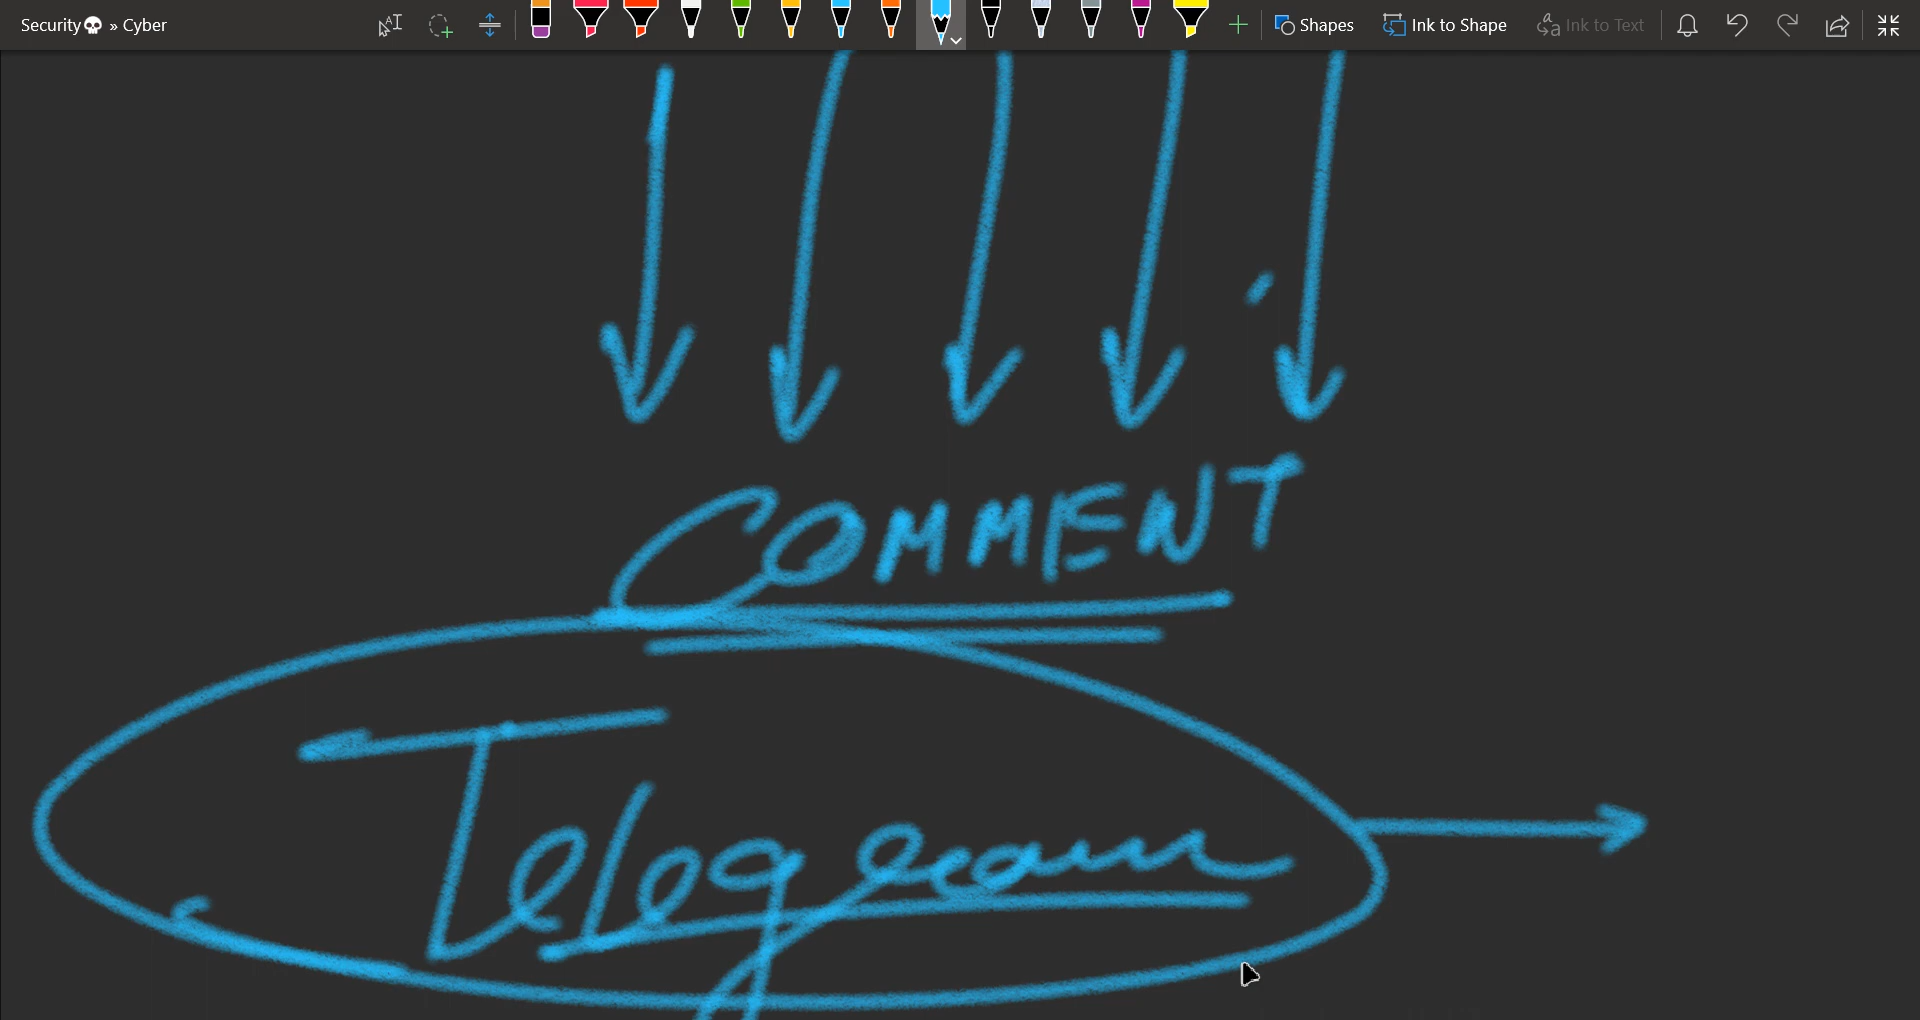 Security💀 » Cyber Shapes Ink to Shape Ink to Text
COMMENT
Telegram